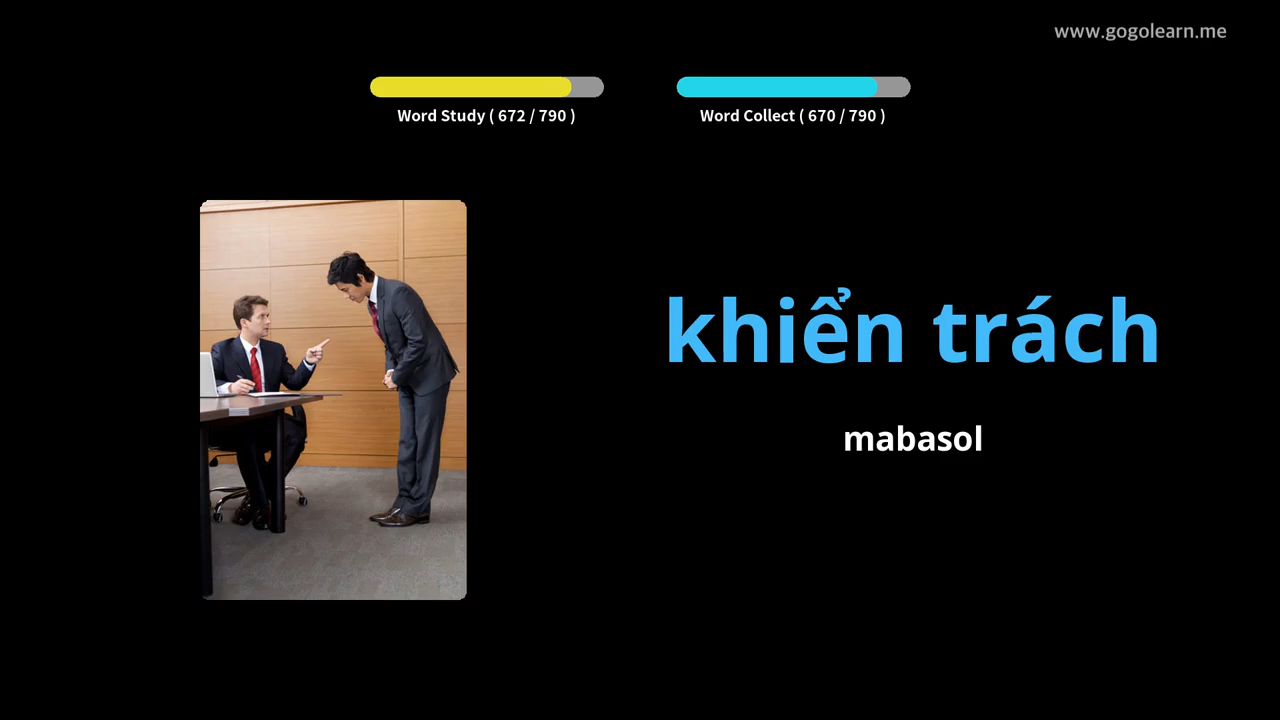 www.gogolearn.me
Word Study ( 672 / 790 )
Word Collect ( 670 / 790 )
khiển trách
mabasol